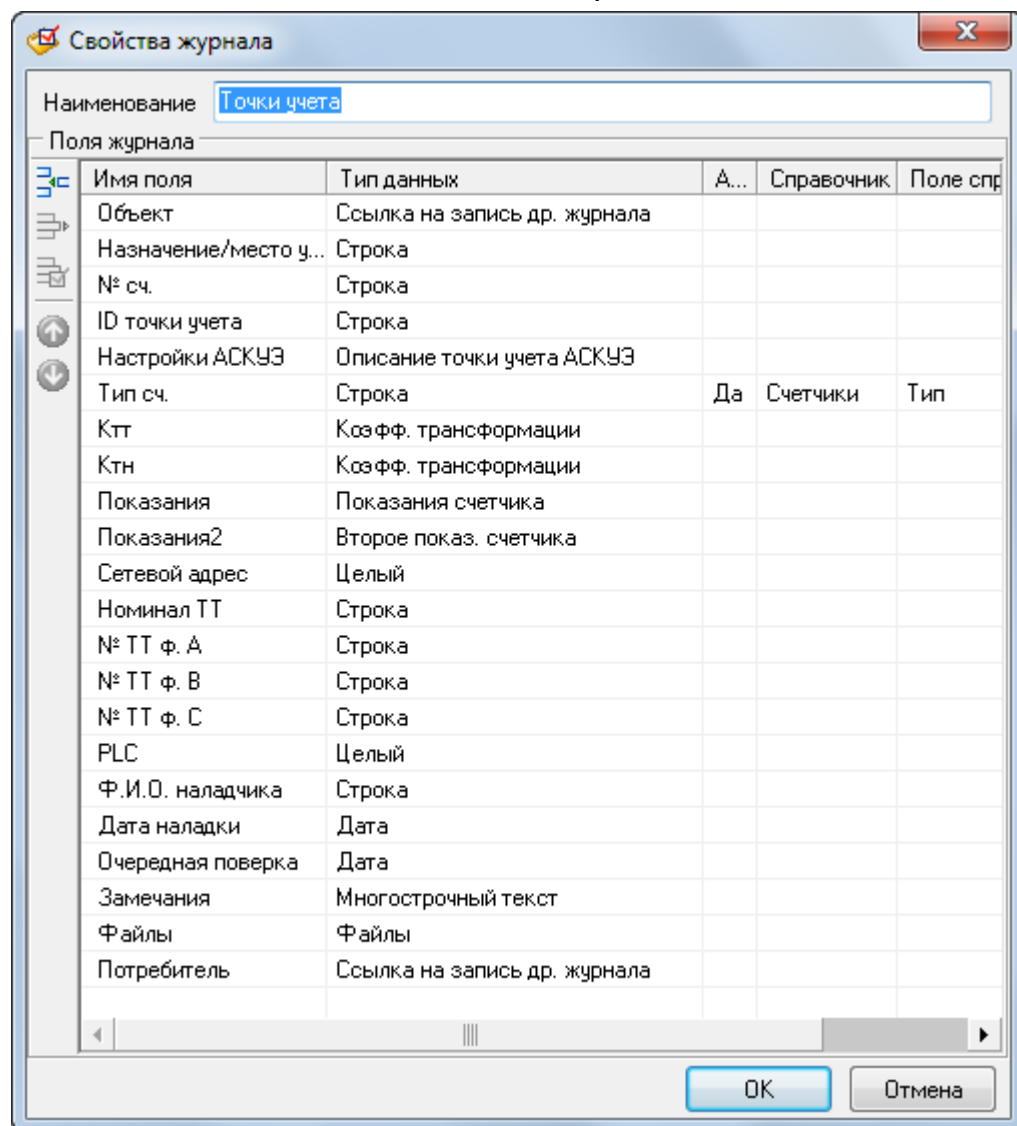 Свойства журнала
Наименование Точки учета
Поля журнала
Имя поля Тип данных А... Справочник Поле спр
Объект Ссылка на запись др. журнала
Назначение/место у... Строка
№ сч. Строка
ID точки учета Строка
Настройки АСКУЭ Описание точки учета АСКУЭ
Тип сч. Строка Да Счетчики Тип
Ктт Коэфф. трансформации
Ктн Коэфф. трансформации
Показания Показания счетчика
Показания2 Второе показ. счетчика
Сетевой адрес Целый
Номинал ТТ Строка
№ ТТ ф. А Строка
№ ТТ ф. В Строка
№ ТТ ф. С Строка
PLC Целый
Ф.И.О. наладчика Строка
Дата наладки Дата
Очередная поверка Дата
Замечания Многострочный текст
Файлы Файлы
Потребитель Ссылка на запись др. журнала
OK Отмена